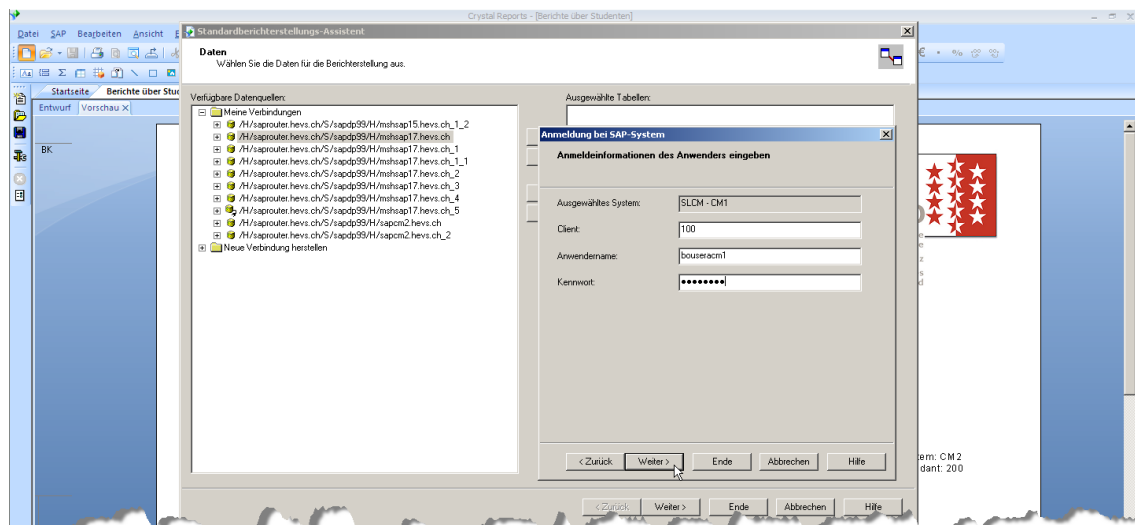 Crystal Reports - [Berichte über Studenten]
Datei SAP Bearbeiten Ansicht E
Standardberichterstellungs-Assistent
Daten
Wählen Sie die Daten für die Berichterstellung aus.
Startseite Berichte über Stud
Entwurf Vorschau X
BK
Verfügbare Datenquellen:
Meine Verbindungen
/H/saprouter.hevs.ch/S/sapdp99/H/mshsap15.hevs.ch_1_2
/H/saprouter.hevs.ch/S/sapdp99/H/mshsap17.hevs.ch
/H/saprouter.hevs.ch/S/sapdp99/H/mshsap17.hevs.ch_1
/H/saprouter.hevs.ch/S/sapdp99/H/mshsap17.hevs.ch_1_1
/H/saprouter.hevs.ch/S/sapdp99/H/mshsap17.hevs.ch_2
/H/saprouter.hevs.ch/S/sapdp99/H/mshsap17.hevs.ch_3
/H/saprouter.hevs.ch/S/sapdp99/H/mshsap17.hevs.ch_4
/H/saprouter.hevs.ch/S/sapdp99/H/mshsap17.hevs.ch_5
/H/saprouter.hevs.ch/S/sapdp99/H/sapcm2.hevs.ch
/H/saprouter.hevs.ch/S/sapdp99/H/sapcm2.hevs.ch_2
Neue Verbindung herstellen
Ausgewählte Tabellen:
Anmeldung bei SAP-System
Anmeldeinformationen des Anwenders eingeben
Ausgewähltes System: SLCM - CM1
Client: 100
Anwendername: bouseracm1
Kennwort: ••••••••
< Zurück Weiter > Ende Abbrechen Hilfe
em: CM2
dant: 200
< Zurück Weiter > Ende Abbrechen Hilfe